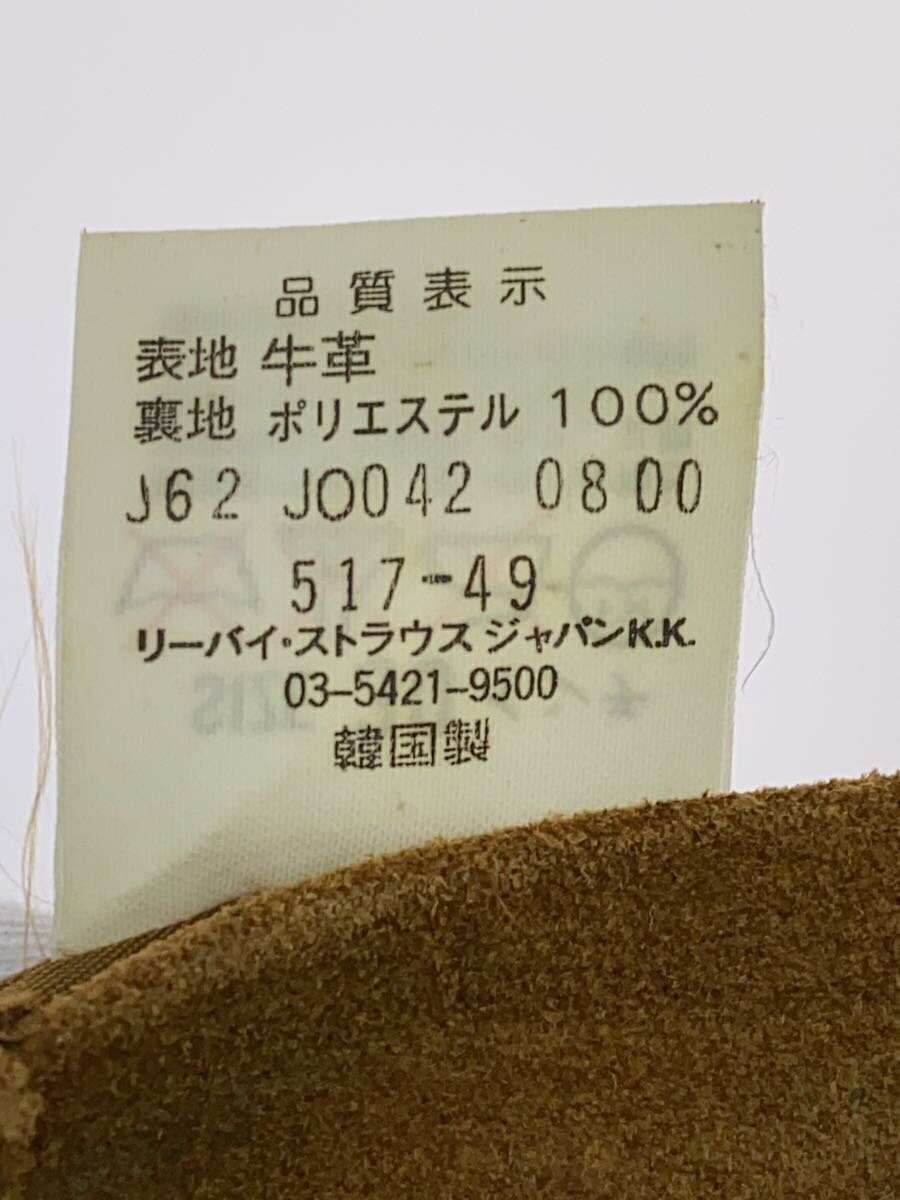 品質表示
表地 牛革
裏地 ポリエステル 100%
J62 J0042 0800
517-49
リーバイ・ストラウス ジャパンK.K.
03-5421-9500
韓国製